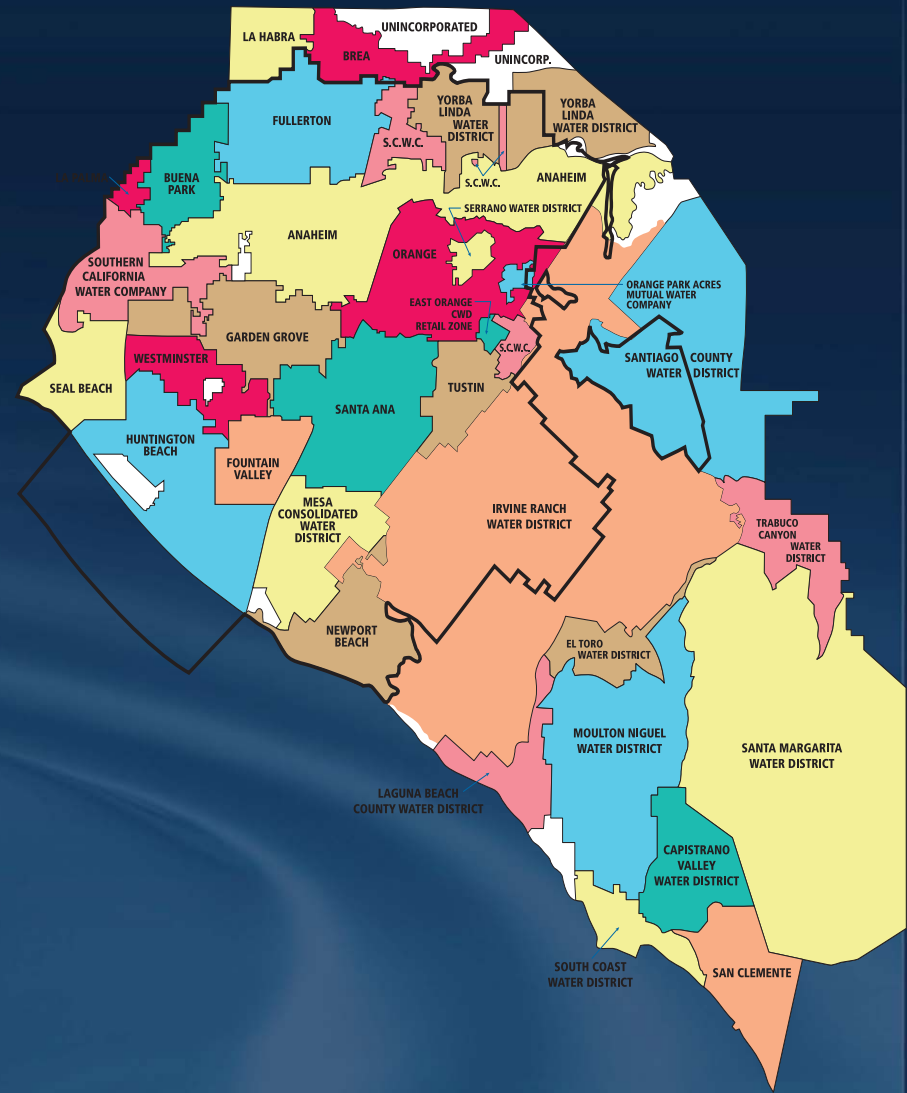 LA HABRA
UNINCORPORATED
BREA
UNINCORP.
FULLERTON
YORBA
LINDA
WATER
DISTRICT
YORBA
LINDA
WATER DISTRICT
S.C.W.C.
BUENA
PARK
S.C.W.C.
ANAHEIM
SERRANO WATER DISTRICT
ANAHEIM
ORANGE
SOUTHERN
CALIFORNIA
WATER COMPANY
ORANGE PARK ACRES
MUTUAL WATER
COMPANY
EAST ORANGE
CWD
RETAIL ZONE
GARDEN GROVE
S.C.W.C.
WESTMINSTER
SANTIAGO COUNTY
WATER DISTRICT
SEAL BEACH
TUSTIN
SANTA ANA
HUNTINGTON
BEACH
FOUNTAIN
VALLEY
MESA
CONSOLIDATED
WATER
DISTRICT
IRVINE RANCH
WATER DISTRICT
TRABUCO
CANYON
WATER
DISTRICT
NEWPORT
BEACH
EL TORO
WATER DISTRICT
MOULTON NIGUEL
WATER DISTRICT
SANTA MARGARITA
WATER DISTRICT
LAGUNA BEACH
COUNTY WATER DISTRICT
CAPISTRANO
VALLEY
WATER DISTRICT
SOUTH COAST
WATER DISTRICT
SAN CLEMENTE